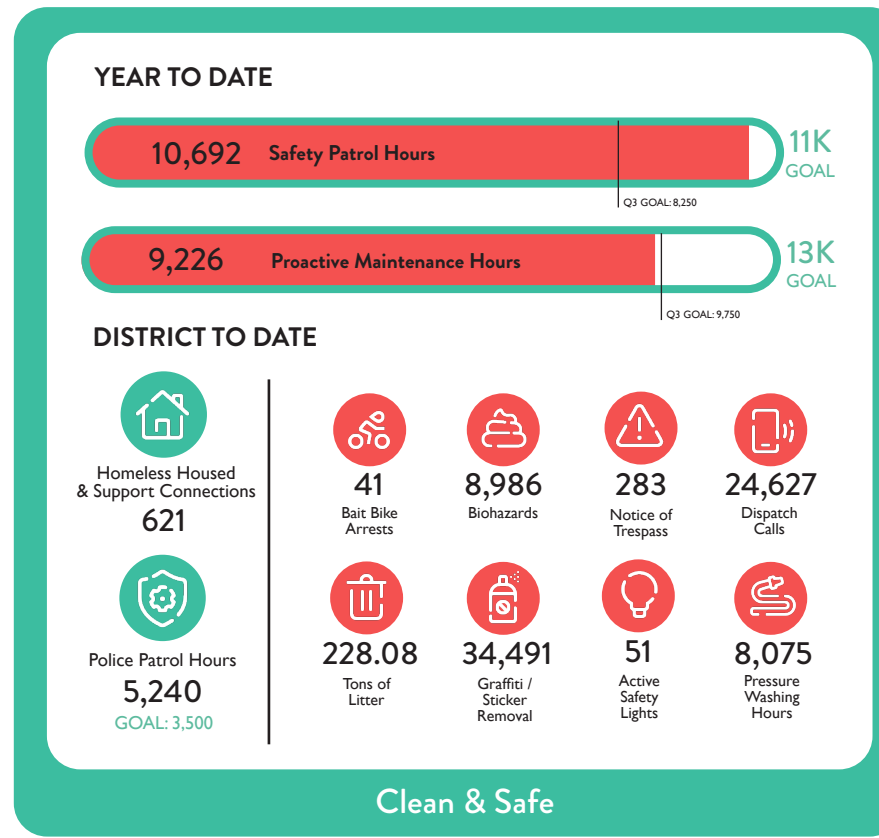 YEAR TO DATE
10,692 Safety Patrol Hours
11K
GOAL
Q3 GOAL: 8,250
9,226 Proactive Maintenance Hours
13K
GOAL
Q3 GOAL: 9,750
DISTRICT TO DATE
Homeless Housed
& Support Connections
621
Police Patrol Hours
5,240
GOAL: 3,500
41
Bait Bike
Arrests
8,986
Biohazards
283
Notice of
Trespass
24,627
Dispatch
Calls
228.08
Tons of
Litter
34,491
Graffiti /
Sticker
Removal
51
Active
Safety
Lights
8,075
Pressure
Washing
Hours
Clean & Safe